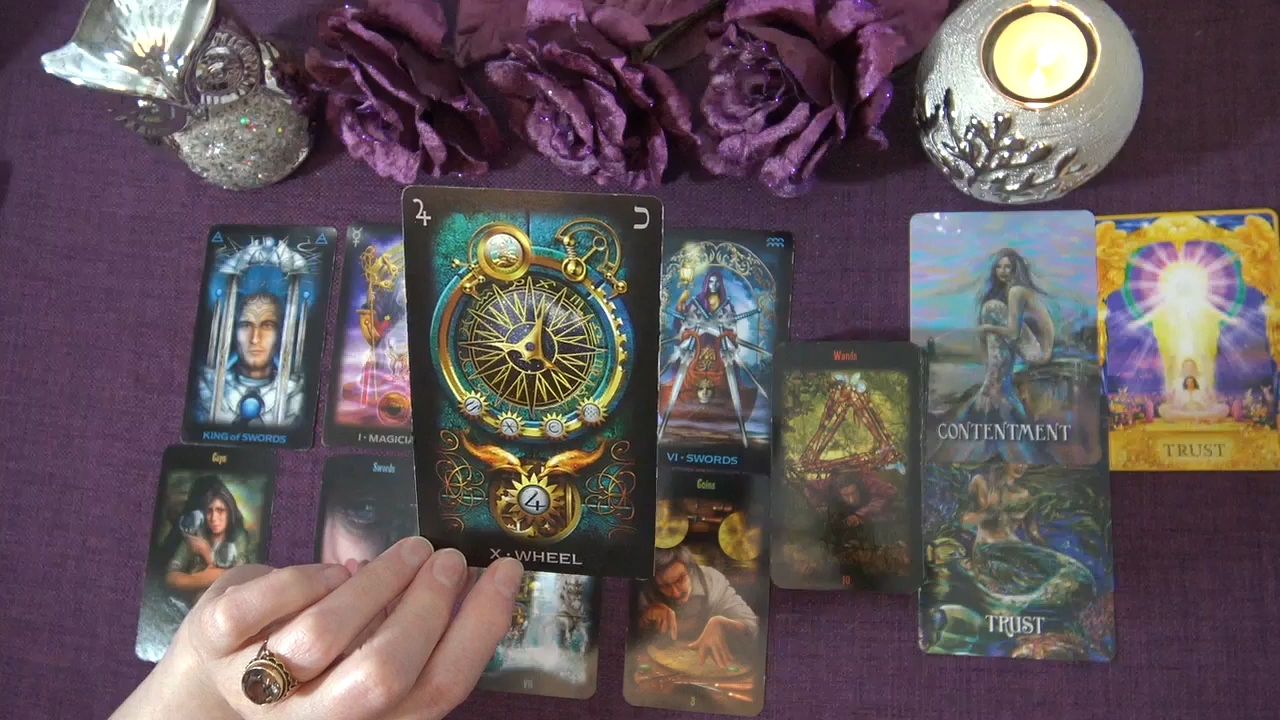 KING of SWORDS
I · MAGICIA
כ
X · WHEEL
VI · SWORDS
Wands
10
CONTENTMENT
TRUST
TRUST
Cups
Swords
VII
Coins
3